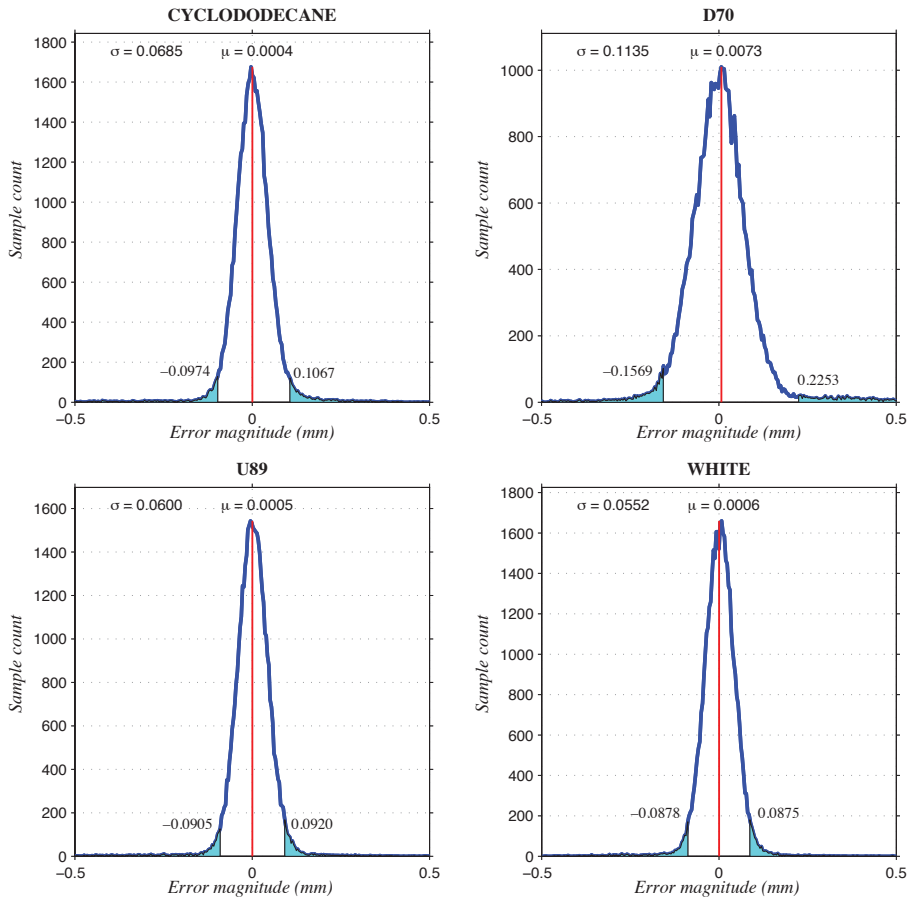 CYCLODODECANE
σ = 0.0685 μ = 0.0004
1800
1600
1400
1200
1000
800
600
400
200
0
Sample count
−0.0974
0.1067
−0.5 0 0.5
Error magnitude (mm)
D70
σ = 0.1135 μ = 0.0073
1000
800
600
400
200
0
Sample count
−0.1569
0.2253
−0.5 0 0.5
Error magnitude (mm)
U89
σ = 0.0600 μ = 0.0005
1600
1400
1200
1000
800
600
400
200
0
Sample count
−0.0905
0.0920
−0.5 0 0.5
Error magnitude (mm)
WHITE
σ = 0.0552 μ = 0.0006
1800
1600
1400
1200
1000
800
600
400
200
0
Sample count
−0.0878
0.0875
−0.5 0 0.5
Error magnitude (mm)